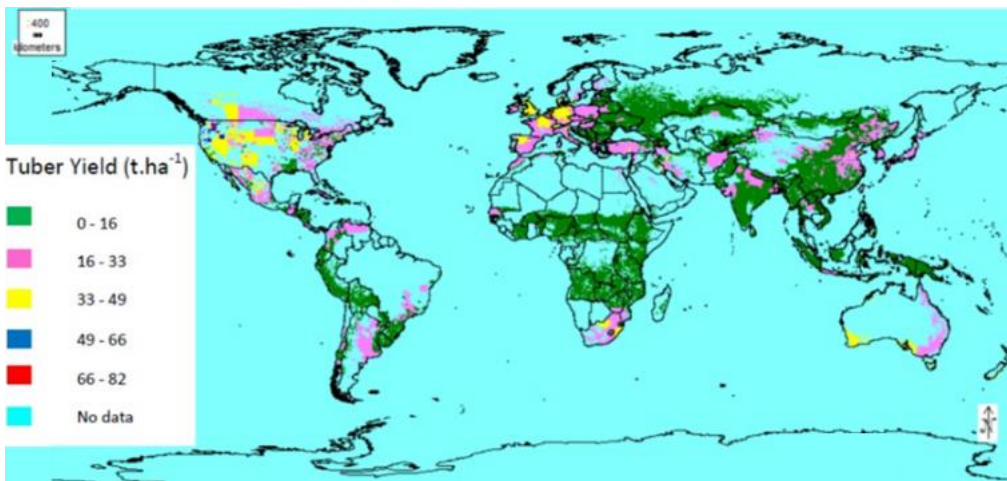 :400
kilometers
Tuber Yield (t.ha⁻¹)
0 - 16
16 - 33
33 - 49
49 - 66
66 - 82
No data